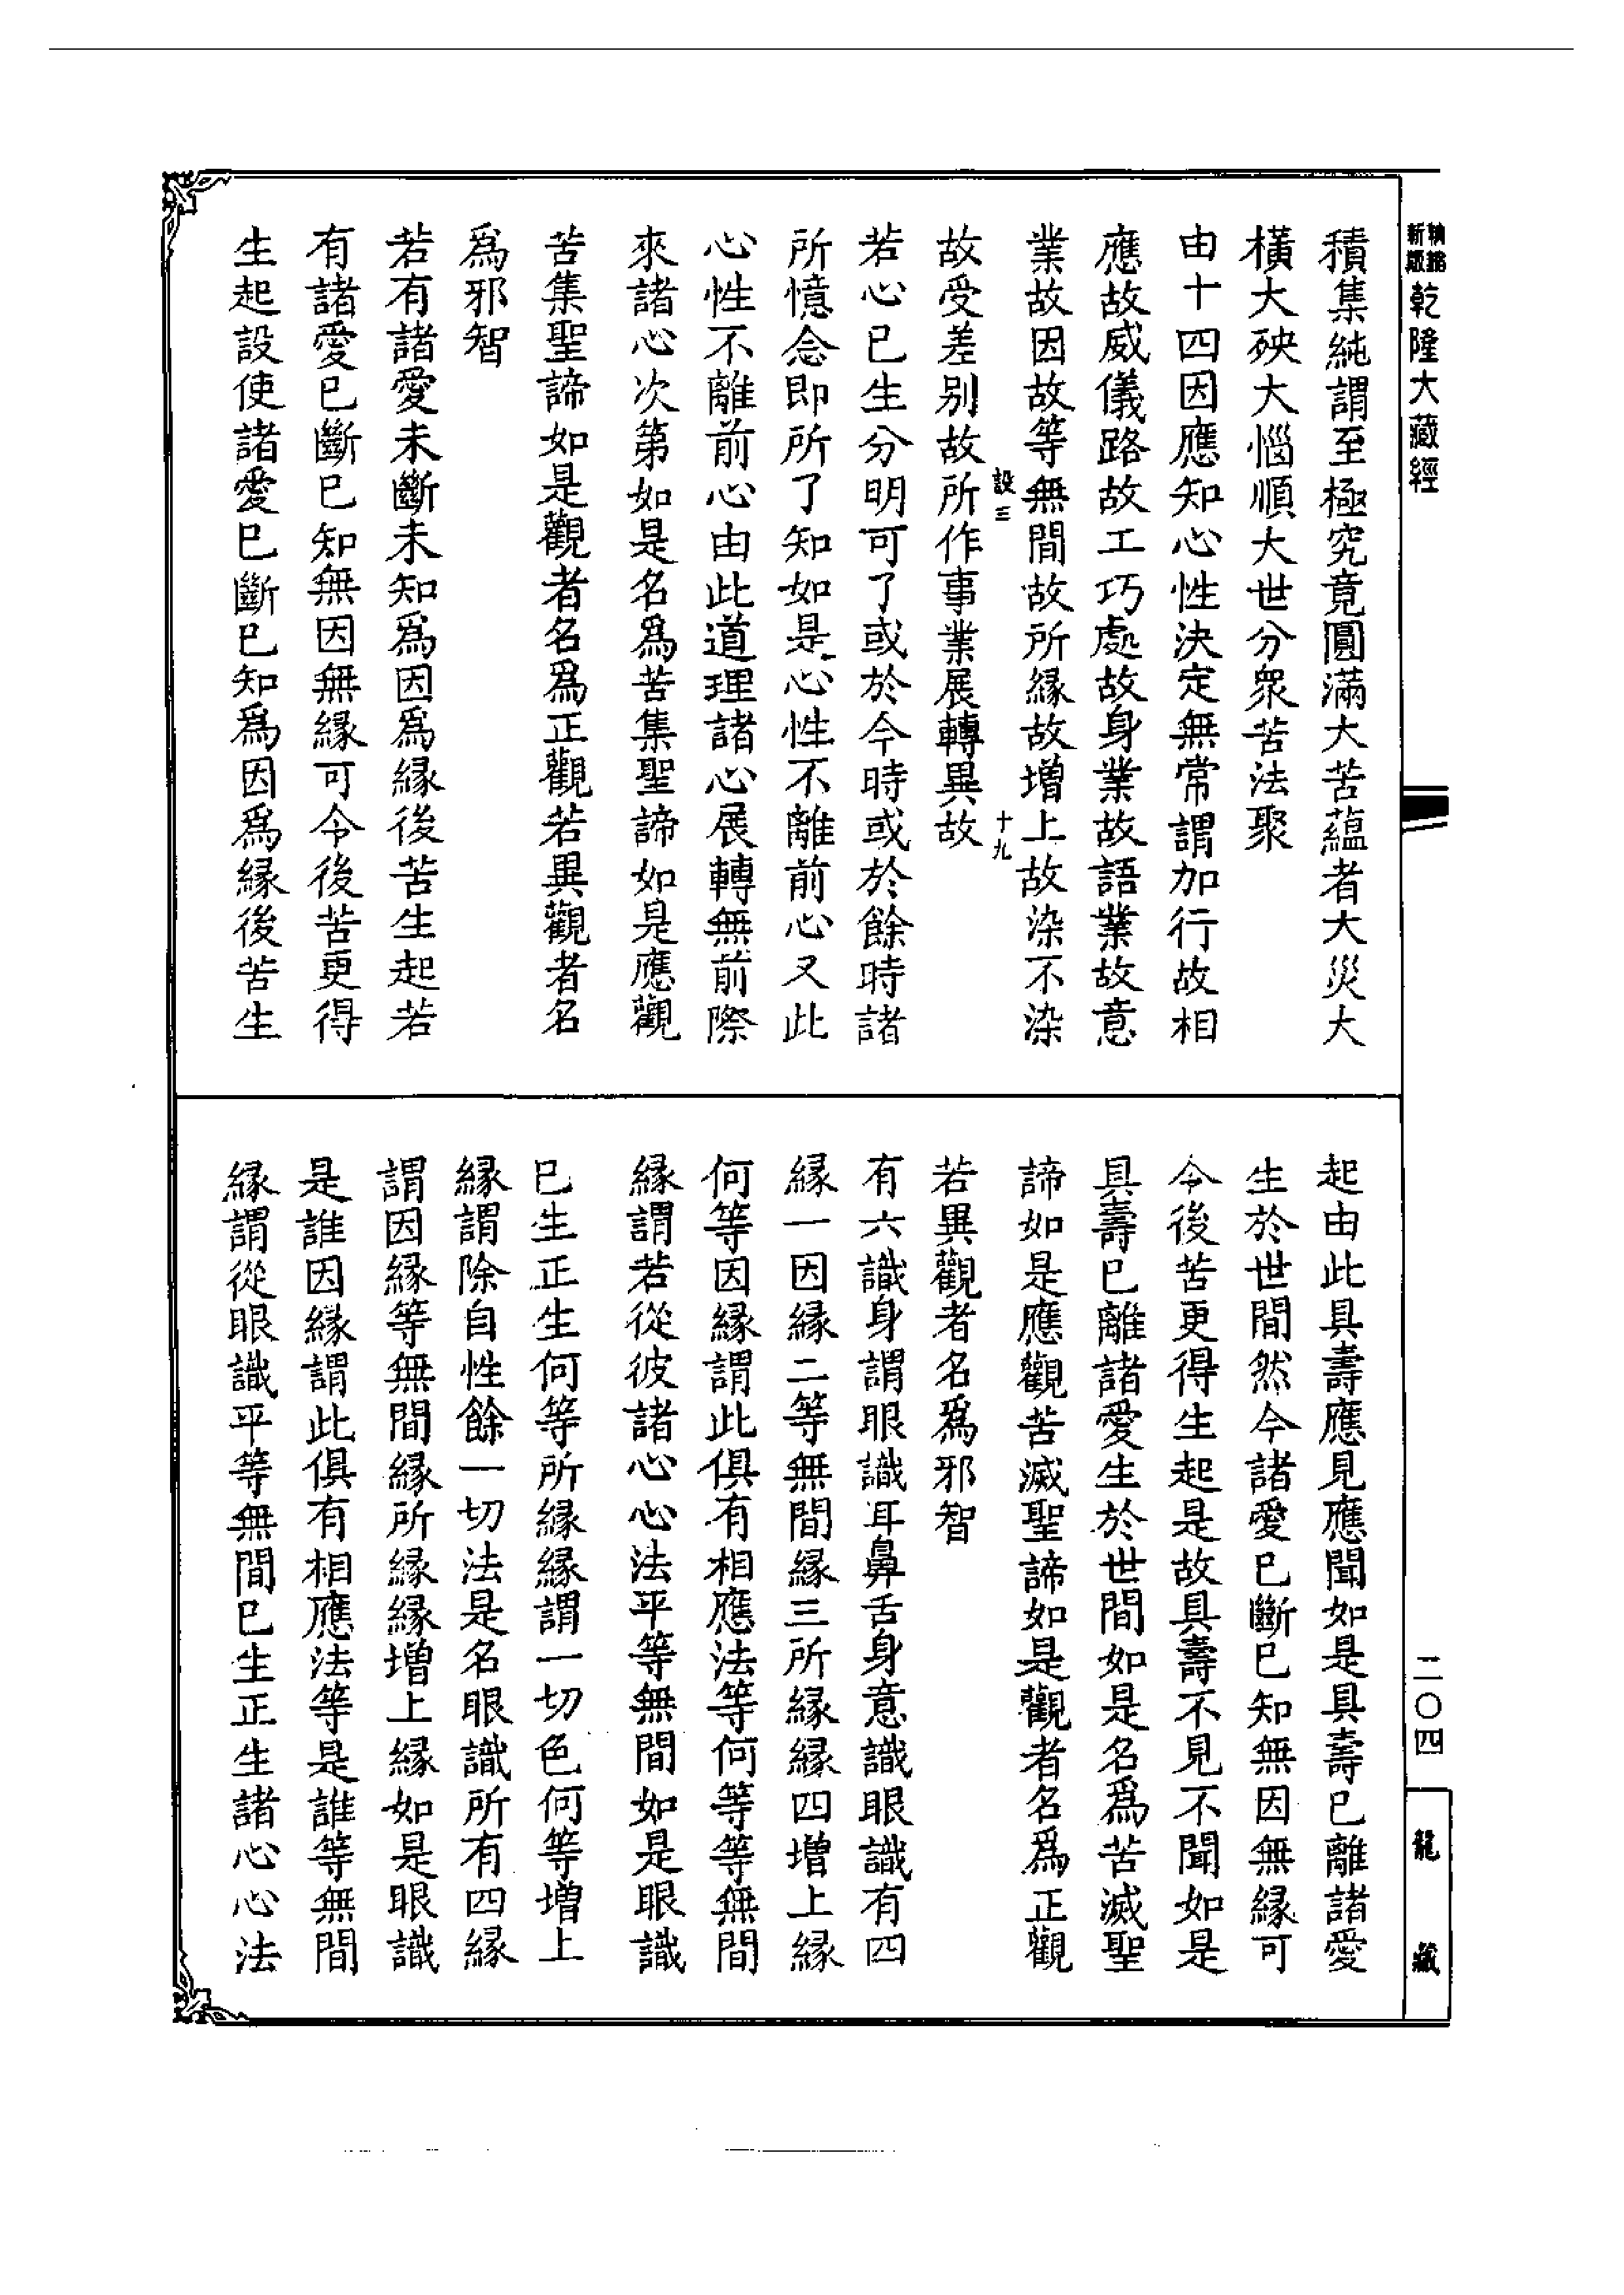 新編縮版乾隆大藏經
積集純謂至極究竟圓滿大苦蘊者大災大
橫大殃大惱順大世分衆苦法聚
由十四因應知心性決定無常謂加行故相
應故威儀路故工巧處故身業故語業故意
業故因故等無間故所緣故增上故染不染
設三 十九
故受差别故所作事業展轉異故
若心已生分明可了或於今時或於餘時諸
所憶念即所了知如是心性不離前心又此
心性不離前心由此道理諸心展轉無前際
來諸心次第如是名爲苦集聖諦如是應觀
苦集聖諦如是觀者名爲正觀若異觀者名
爲邪智
若有諸愛未斷未知爲因爲緣後苦生起若
有諸愛已斷已知無因無緣可令後苦更得
生起設使諸愛已斷已知爲因爲緣後苦生
起由此具壽應見應聞如是具壽已離諸愛
生於世間然今諸愛已斷已知無因無緣可
令後苦更得生起是故具壽不見不聞如是
具壽已離諸愛生於世間如是名爲苦滅聖
諦如是應觀苦滅聖諦如是觀者名爲正觀
若異觀者名爲邪智
有六識身謂眼識耳鼻舌身意識眼識有四
緣一因緣二等無間緣三所緣緣四增上緣
何等因緣謂此俱有相應法等何等等無間
緣謂若從彼諸心心法平等無間如是眼識
已生正生何等所緣緣謂一切色何等增上
緣謂除自性餘一切法是名眼識所有四緣
謂因緣等無間緣所緣緣增上緣如是眼識
是誰因緣謂此俱有相應法等是誰等無間
緣謂從眼識平等無間已生正生諸心心法
二〇四
龍藏